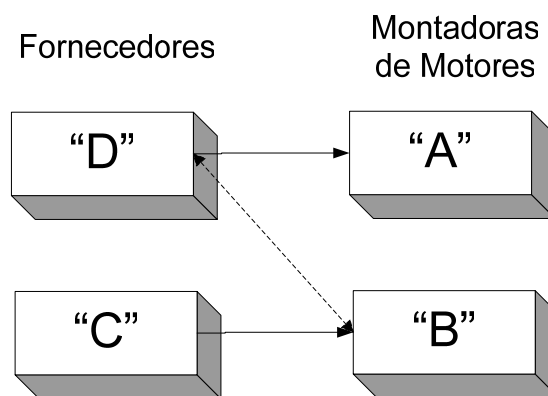 Fornecedores
Montadoras
de Motores
“D”
“A”
“C”
“B”